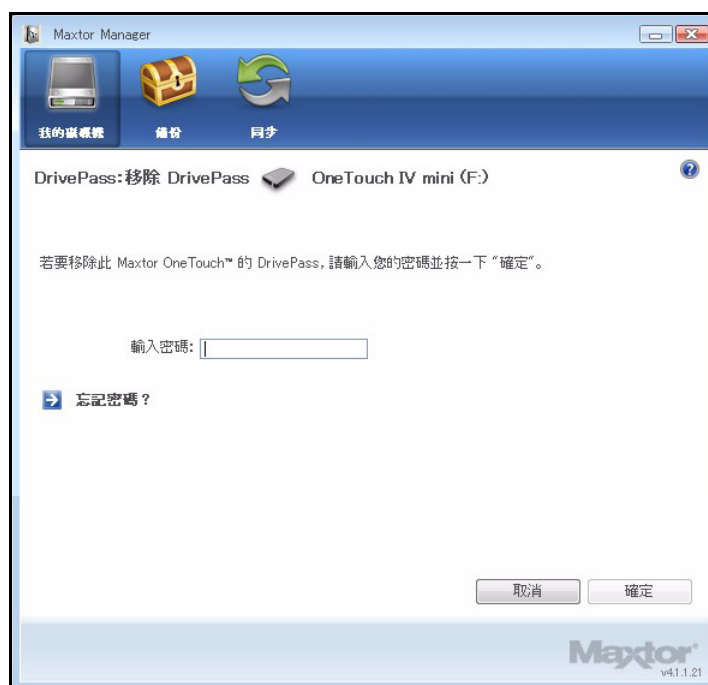 Maxtor Manager
我的磁碟機
備份
同步
DrivePass:移除 DrivePass OneTouch IV mini (F:)
若要移除此 Maxtor OneTouch™ 的 DrivePass, 請輸入您的密碼並按一下 "確定"。
輸入密碼:
忘記密碼?
取消
確定
Maxtor
v4.1.1.21